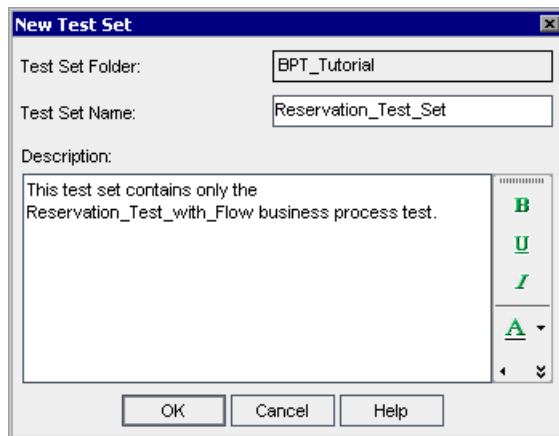 New Test Set
Test Set Folder: BPT_Tutorial
Test Set Name: Reservation_Test_Set
Description:
This test set contains only the
Reservation_Test_with_Flow business process test.
B
U
I
A
OK Cancel Help